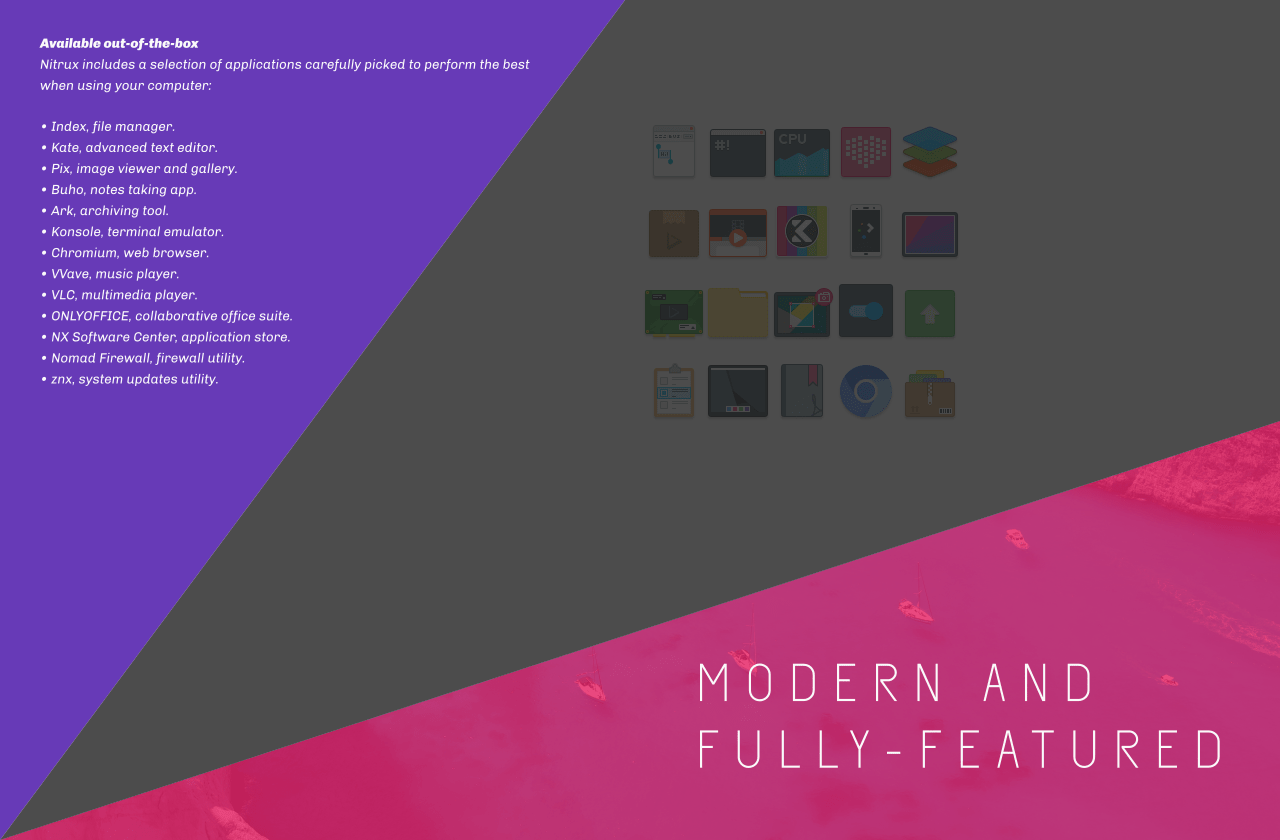 Available out-of-the-box
Nitrux includes a selection of applications carefully picked to perform the best
when using your computer:
• Index, file manager.
• Kate, advanced text editor.
• Pix, image viewer and gallery.
• Buho, notes taking app.
• Ark, archiving tool.
• Konsole, terminal emulator.
• Chromium, web browser.
• VVave, music player.
• VLC, multimedia player.
• ONLYOFFICE, collaborative office suite.
• NX Software Center, application store.
• Nomad Firewall, firewall utility.
• znx, system updates utility.
#!
CPU
MODERN AND
FULLY-FEATURED